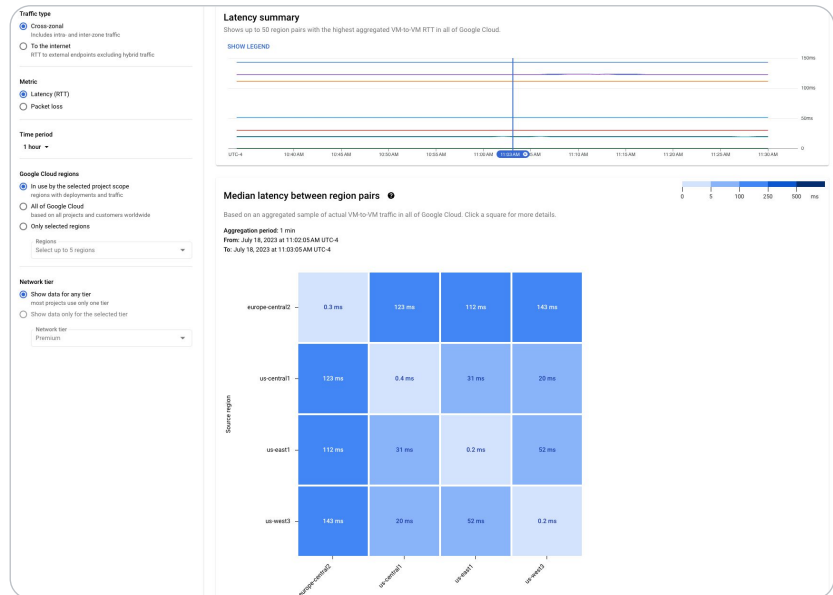 Traffic type
Cross-zonal
Includes intra- and inter-zone traffic
To the internet
RTT to external endpoints excluding hybrid traffic
Metric
Latency (RTT)
Packet loss
Time period
1 hour
Google Cloud regions
In use by the selected project scope
regions with deployments and traffic
All of Google Cloud
based on all projects and customers worldwide
Only selected regions
Regions
Select up to 5 regions
Network tier
Show data for any tier
most projects use only one tier
Show data only for the selected tier
Network tier
Premium
Latency summary
Shows up to 50 region pairs with the highest aggregated VM-to-VM RTT in all of Google Cloud.
SHOW LEGEND
150ms
100ms
50ms
0
UTC-4 10:40 AM 10:45 AM 10:50 AM 10:55 AM 11:00 AM 11:03 AM 11:10 AM 11:15 AM 11:20 AM 11:25 AM 11:30 AM
Median latency between region pairs
0 5 100 250 500 ms
Based on an aggregated sample of actual VM-to-VM traffic in all of Google Cloud. Click a square for more details.
Aggregation period: 1 min
From: July 18, 2023 at 11:02:05 AM UTC-4
To: July 18, 2023 at 11:03:05 AM UTC-4
Source region
europe-central2 0.3 ms 123 ms 112 ms 143 ms
us-central1 123 ms 0.4 ms 31 ms 20 ms
us-east1 112 ms 31 ms 0.2 ms 52 ms
us-west3 143 ms 20 ms 52 ms 0.2 ms
europe-central2 us-central1 us-east1 us-west3